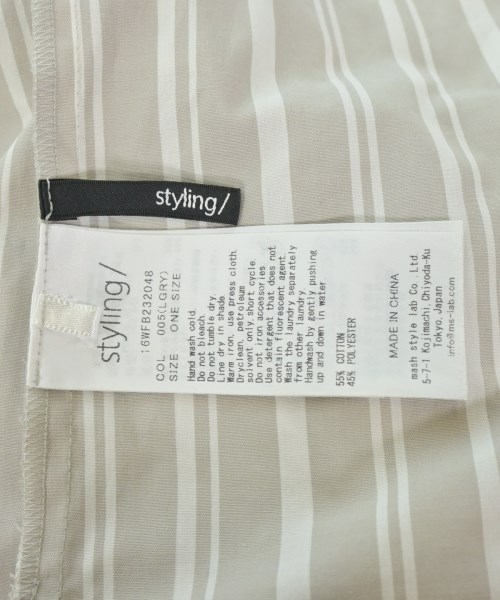 styling/
styling/
:GWFB232048
COL 005(LGRY)
SIZE ONE SIZE
Hand wash cold.
Do not bleach.
Do not tumble dry.
Line dry in shade.
Warm iron, use press cloth.
Dryclean, petroleum
solvent only short cycle.
Do not iron accessories
Use detergent that does not
contain fluorescent agent.
Wash the laundry separately
from other laundry.
Handwash by gently pushing
up and down in water
55% COTTON
45% POLYESTER
MADE IN CHINA
mash style lab Co., Ltd.
5-7-1 Kojimachi, Chiyoda-Ku
Tokyo Japan
info@ms-lab.com